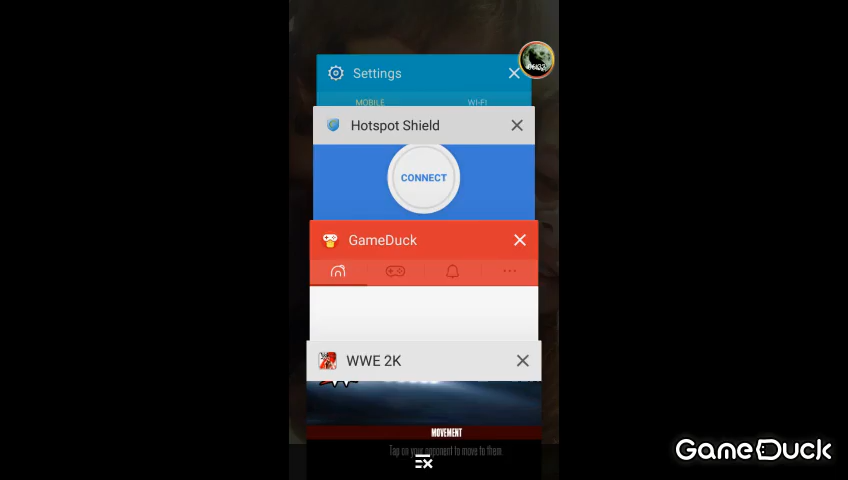 Settings
MOBILE WI-FI
Hotspot Shield
CONNECT
GameDuck
WWE 2K
MOVEMENT
Tap on your opponent to move to them
GAMEDUCK